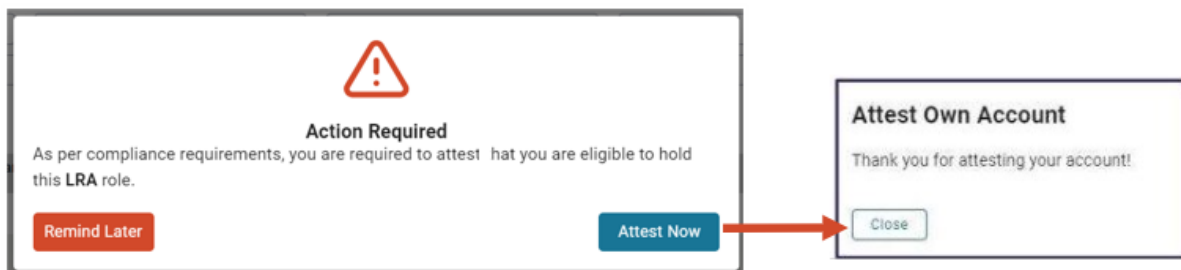 Action Required
As per compliance requirements, you are required to attest hat you are eligible to hold
this LRA role.
Remind Later
Attest Now
Attest Own Account
Thank you for attesting your account!
Close